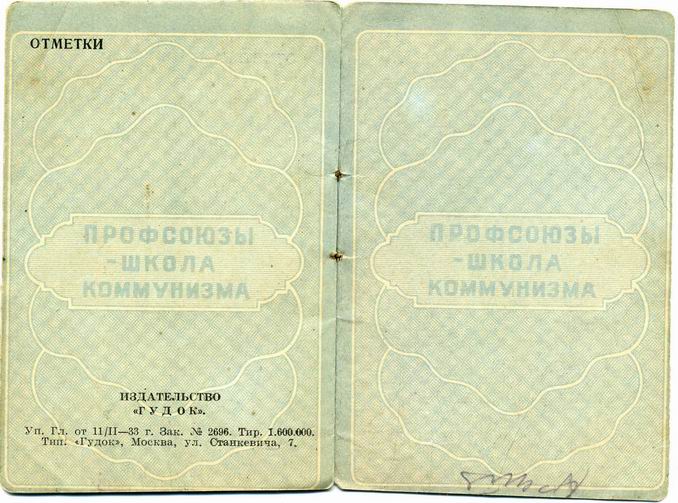 ОТМЕТКИ
ПРОФСОЮЗЫ
-ШКОЛА
КОММУНИЗМА
ИЗДАТЕЛЬСТВО
«ГУДОК».
Уп. Гл. от 11/II—33 г. Зак. № 2696. Тир. 1.600.000.
Тип. «Гудок», Москва, ул. Станкевича, 7.
ПРОФСОЮЗЫ
-ШКОЛА
КОММУНИЗМА